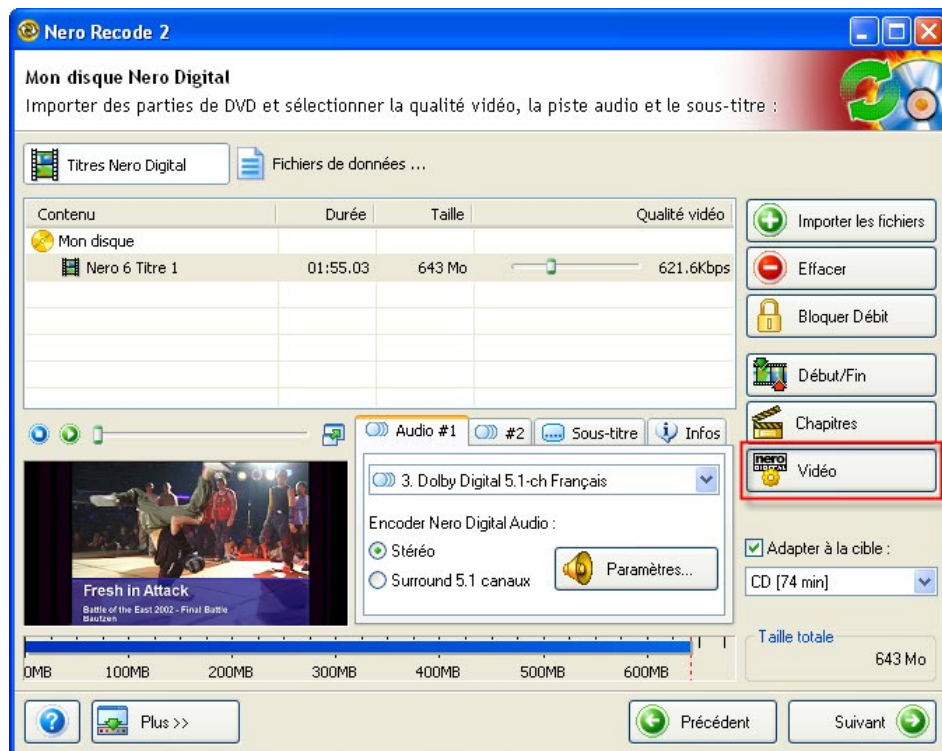 Nero Recode 2
Mon disque Nero Digital
Importer des parties de DVD et sélectionner la qualité vidéo, la piste audio et le sous-titre :
Titres Nero Digital
Fichiers de données ...
Contenu Durée Taille Qualité vidéo
Mon disque
Nero 6 Titre 1 01:55.03 643 Mo 621.6Kbps
Importer les fichiers
Effacer
Bloquer Débit
Début/Fin
Chapitres
nero DIGITAL Vidéo
Audio #1 #2 Sous-titre Infos
3. Dolby Digital 5.1-ch Français
Encoder Nero Digital Audio :
Stéréo
Surround 5.1 canaux
Paramètres...
Fresh in Attack
Battle of the East 2002 - Final Battle
Bautzen
Adapter à la cible :
CD [74 min]
Taille totale
643 Mo
0MB 100MB 200MB 300MB 400MB 500MB 600MB
? Plus >> Précédent Suivant